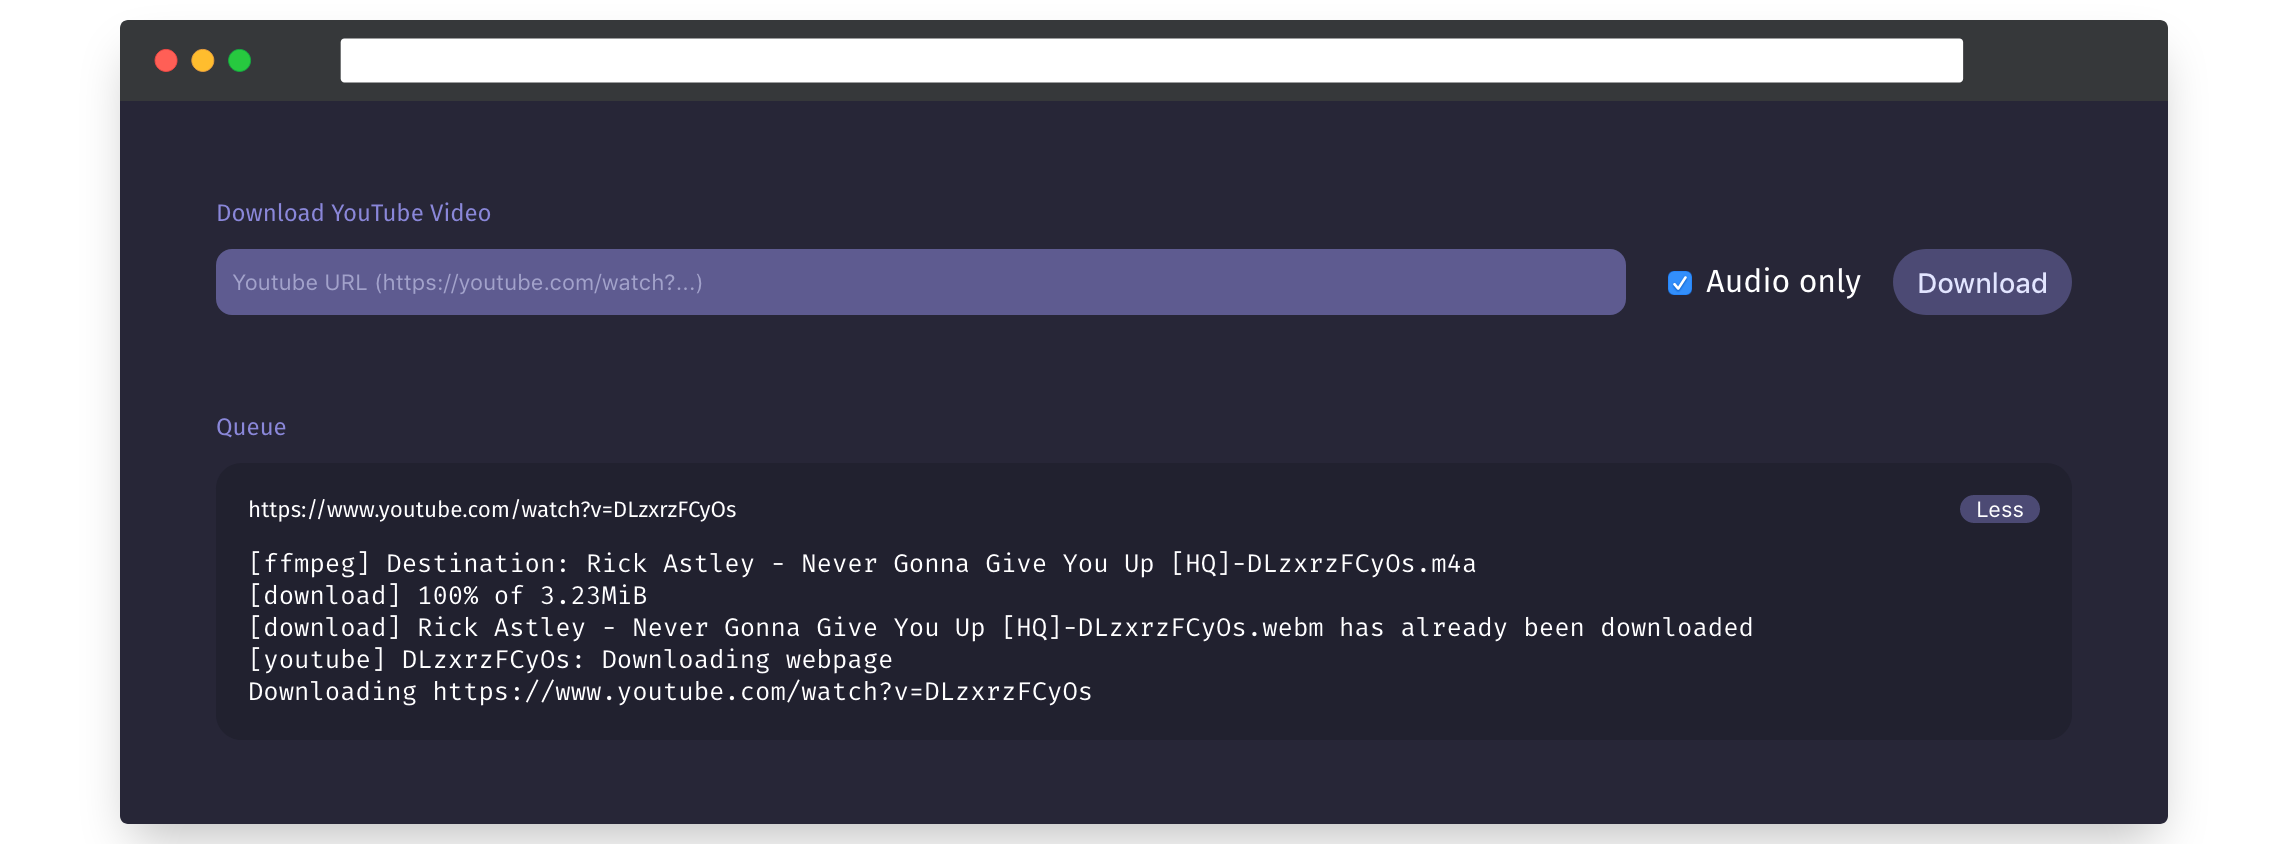 Download YouTube Video
Youtube URL (https://youtube.com/watch?...)
Audio only
Download
Queue
https://www.youtube.com/watch?v=DLzxrzFCyOs
Less
[ffmpeg] Destination: Rick Astley - Never Gonna Give You Up [HQ]-DLzxrzFCyOs.m4a
[download] 100% of 3.23MiB
[download] Rick Astley - Never Gonna Give You Up [HQ]-DLzxrzFCyOs.webm has already been downloaded
[youtube] DLzxrzFCyOs: Downloading webpage
Downloading https://www.youtube.com/watch?v=DLzxrzFCyOs